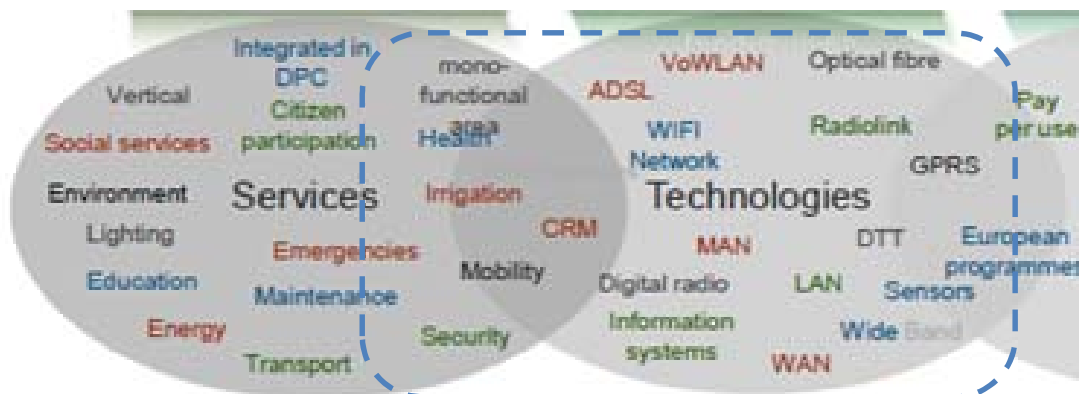 Integrated in
DPC
Vertical
Citizen
participation
Social services
Environment
Services
Lighting
Emergencies
Education
Maintenance
Energy
Transport
mono-
functional
area
Health
Irrigation
CRM
Mobility
Security
VoWLAN
Optical fibre
ADSL
WIFI
Network
Radiolink
GPRS
Technologies
MAN
DTT
Digital radio
LAN
Sensors
Information
systems
Wide Band
WAN
Pay
per use
European
programmes